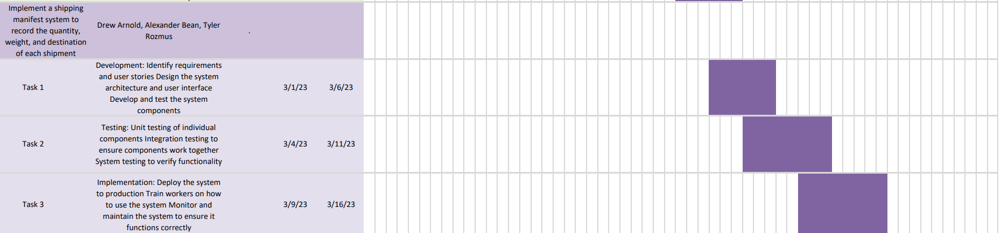 Implement a shipping
manifest system to
record the quantity,
weight, and destination
of each shipment
Drew Arnold, Alexander Bean, Tyler
Rozmus
.
Task 1
Development: Identify requirements
and user stories Design the system
architecture and user interface
Develop and test the system
components
3/1/23
3/6/23
Task 2
Testing: Unit testing of individual
components Integration testing to
ensure components work together
System testing to verify functionality
3/4/23
3/11/23
Task 3
Implementation: Deploy the system
to production Train workers on how
to use the system Monitor and
maintain the system to ensure it
functions correctly
3/9/23
3/16/23